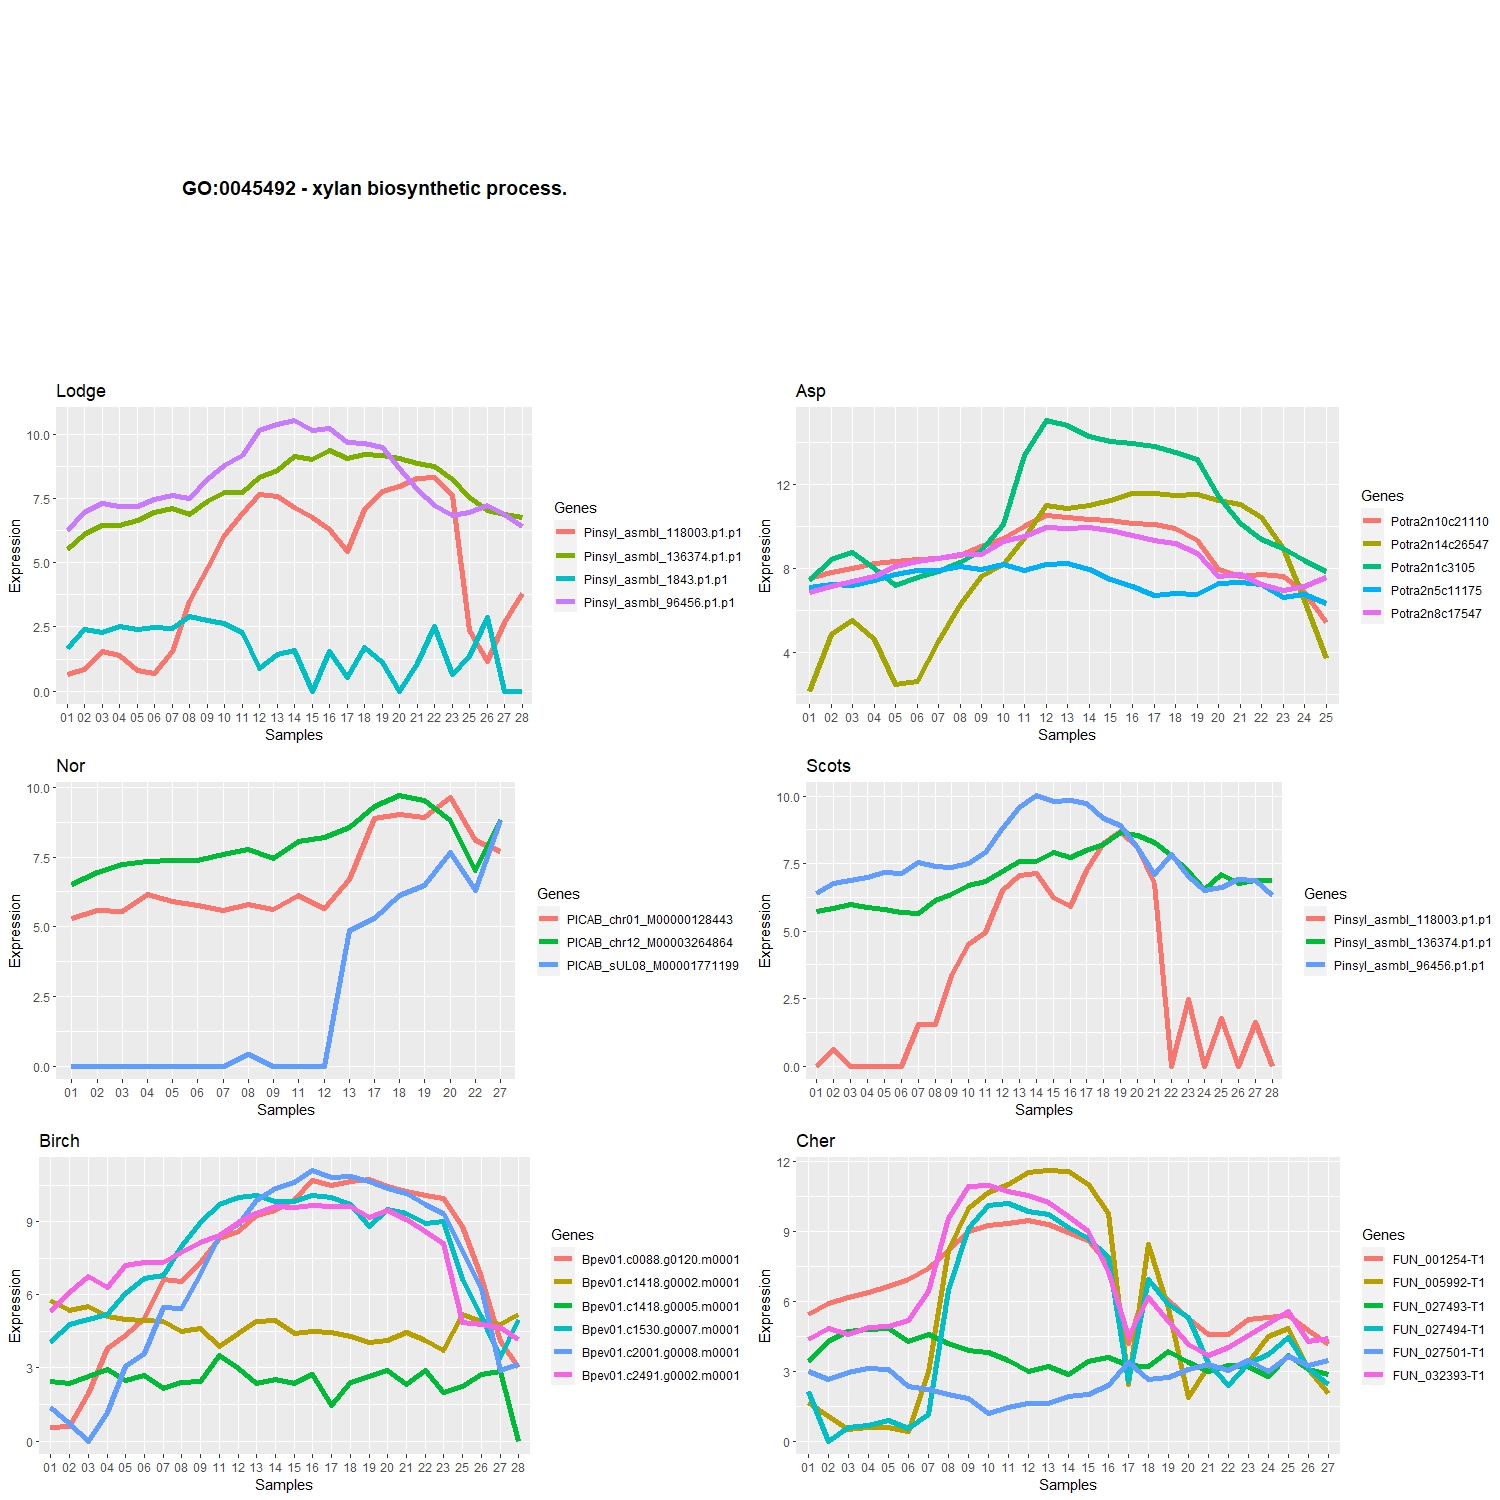 GO:0045492 - xylan biosynthetic process.
Lodge
Expression
10.0
7.5
5.0
2.5
0.0
01 02 03 04 05 06 07 08 09 10 11 12 13 14 15 16 17 18 19 20 21 22 23 25 26 27 28
Samples
Genes
Pinsyl_asmbl_118003.p1.p1
Pinsyl_asmbl_136374.p1.p1
Pinsyl_asmbl_1843.p1.p1
Pinsyl_asmbl_96456.p1.p1
Asp
Expression
12
8
4
01 02 03 04 05 06 07 08 09 10 11 12 13 14 15 16 17 18 19 20 21 22 23 24 25
Samples
Genes
Potra2n10c21110
Potra2n14c26547
Potra2n1c3105
Potra2n5c11175
Potra2n8c17547
Nor
Expression
10.0
7.5
5.0
2.5
0.0
01 02 03 04 05 06 07 08 09 11 12 13 17 18 19 20 22 27
Samples
Genes
PICAB_chr01_M00000128443
PICAB_chr12_M00003264864
PICAB_sUL08_M00001771199
Scots
Expression
10.0
7.5
5.0
2.5
0.0
01 02 03 04 05 06 07 08 09 10 11 12 13 14 15 16 17 18 19 20 21 22 23 24 25 26 27 28
Samples
Genes
Pinsyl_asmbl_118003.p1.p1
Pinsyl_asmbl_136374.p1.p1
Pinsyl_asmbl_96456.p1.p1
Birch
Expression
9
6
3
0
01 02 03 04 05 06 07 08 09 11 12 13 14 15 16 17 18 19 20 21 22 23 25 26 27 28
Samples
Genes
Bpev01.c0088.g0120.m0001
Bpev01.c1418.g0002.m0001
Bpev01.c1418.g0005.m0001
Bpev01.c1530.g0007.m0001
Bpev01.c2001.g0008.m0001
Bpev01.c2491.g0002.m0001
Cher
Expression
12
9
6
3
0
01 02 03 04 05 06 07 08 09 10 11 12 13 14 15 16 17 18 19 20 21 22 23 24 25 26 27
Samples
Genes
FUN_001254-T1
FUN_005992-T1
FUN_027493-T1
FUN_027494-T1
FUN_027501-T1
FUN_032393-T1